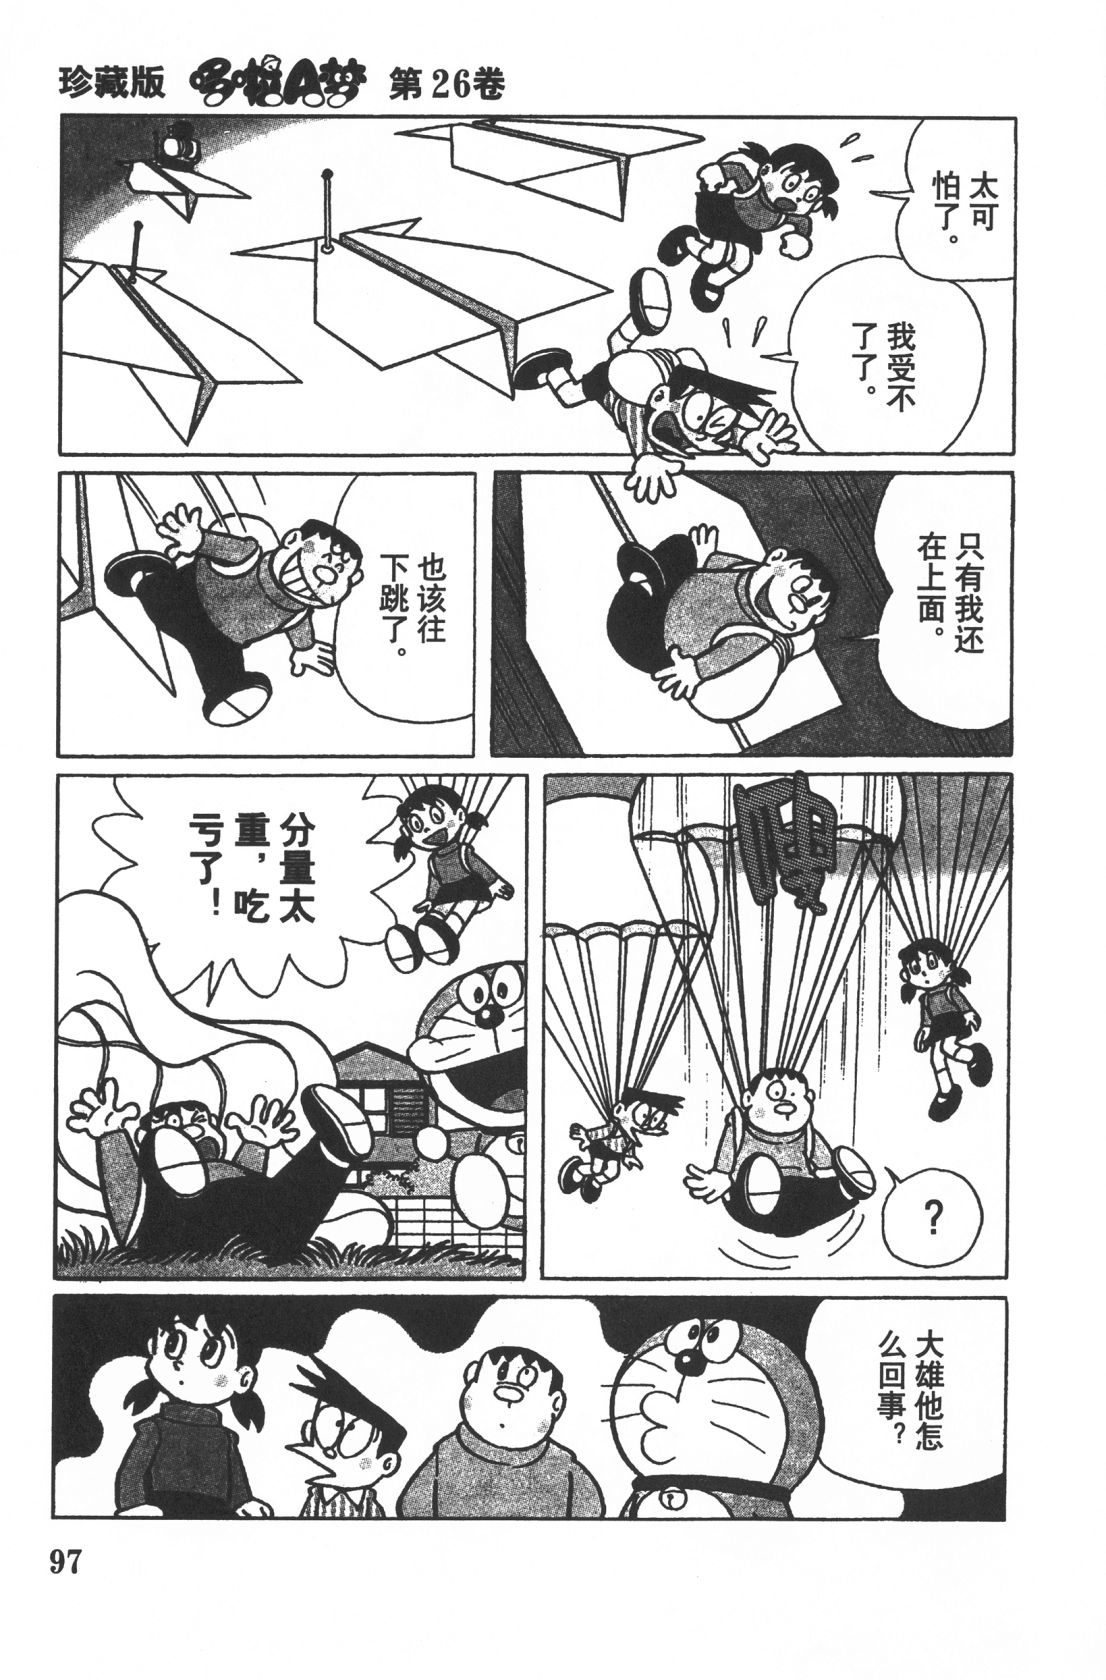 珍藏版 哆啦A梦 第26卷
太可
怕了。
我受不
了了。
只有我还
在上面。
也该往
下跳了。
?
分量太
重，吃
亏了！
大雄他怎
么回事？
97